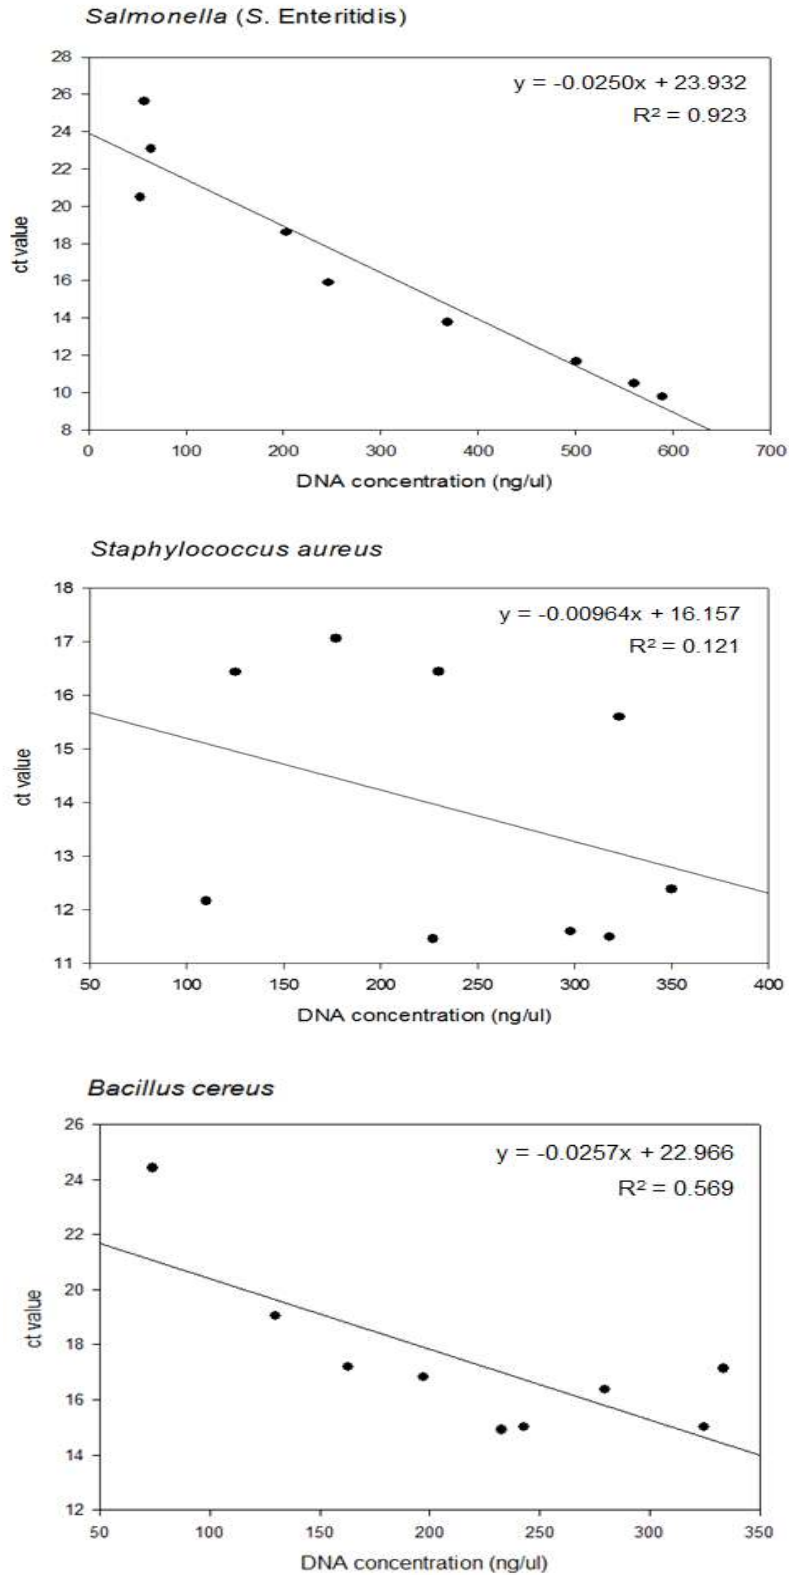 Salmonella (S. Enteritidis)
28
26
24
22
20
18
16
14
12
10
8
ct value
y = -0.0250x + 23.932
R² = 0.923
0 100 200 300 400 500 600 700
DNA concentration (ng/ul)
Staphylococcus aureus
18
17
16
15
14
13
12
11
ct value
y = -0.00964x + 16.157
R² = 0.121
50 100 150 200 250 300 350 400
DNA concentration (ng/ul)
Bacillus cereus
26
24
22
20
18
16
14
12
ct value
y = -0.0257x + 22.966
R² = 0.569
50 100 150 200 250 300 350
DNA concentration (ng/ul)